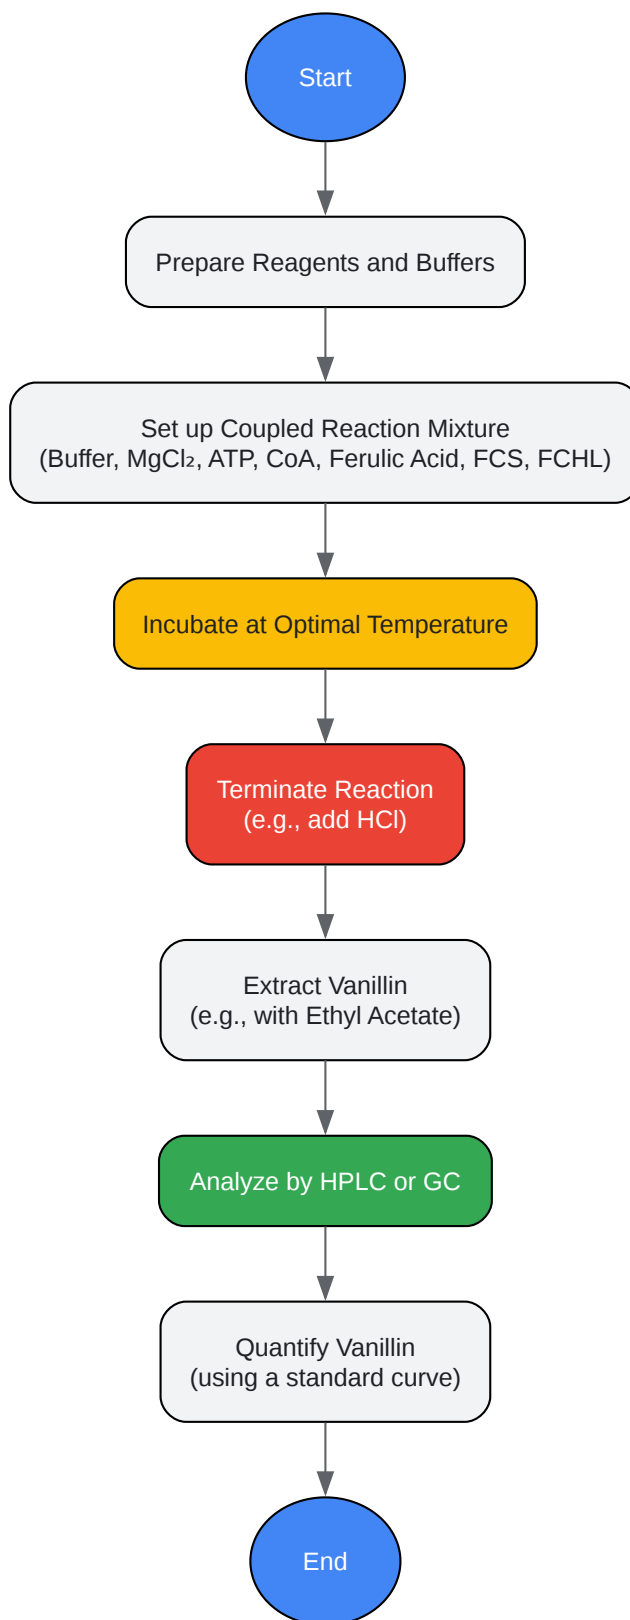 Start
Prepare Reagents and Buffers
Set up Coupled Reaction Mixture
(Buffer, MgCl₂, ATP, CoA, Ferulic Acid, FCS, FCHL)
Incubate at Optimal Temperature
Terminate Reaction
(e.g., add HCl)
Extract Vanillin
(e.g., with Ethyl Acetate)
Analyze by HPLC or GC
Quantify Vanillin
(using a standard curve)
End